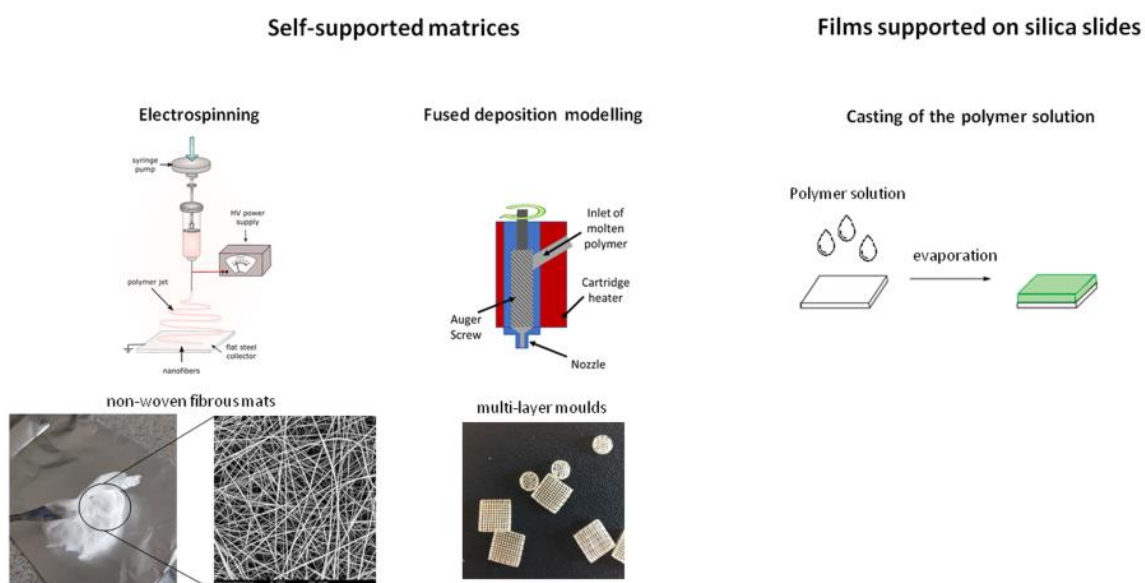 Self-supported matrices
Films supported on silica slides
Electrospinning
Fused deposition modelling
Casting of the polymer solution
syringe
pump
HV power
supply
polymer jet
flat steel
collector
nanofibers
Inlet of
molten
polymer
Cartridge
heater
Auger
Screw
Nozzle
Polymer solution
evaporation
non-woven fibrous mats
multi-layer moulds